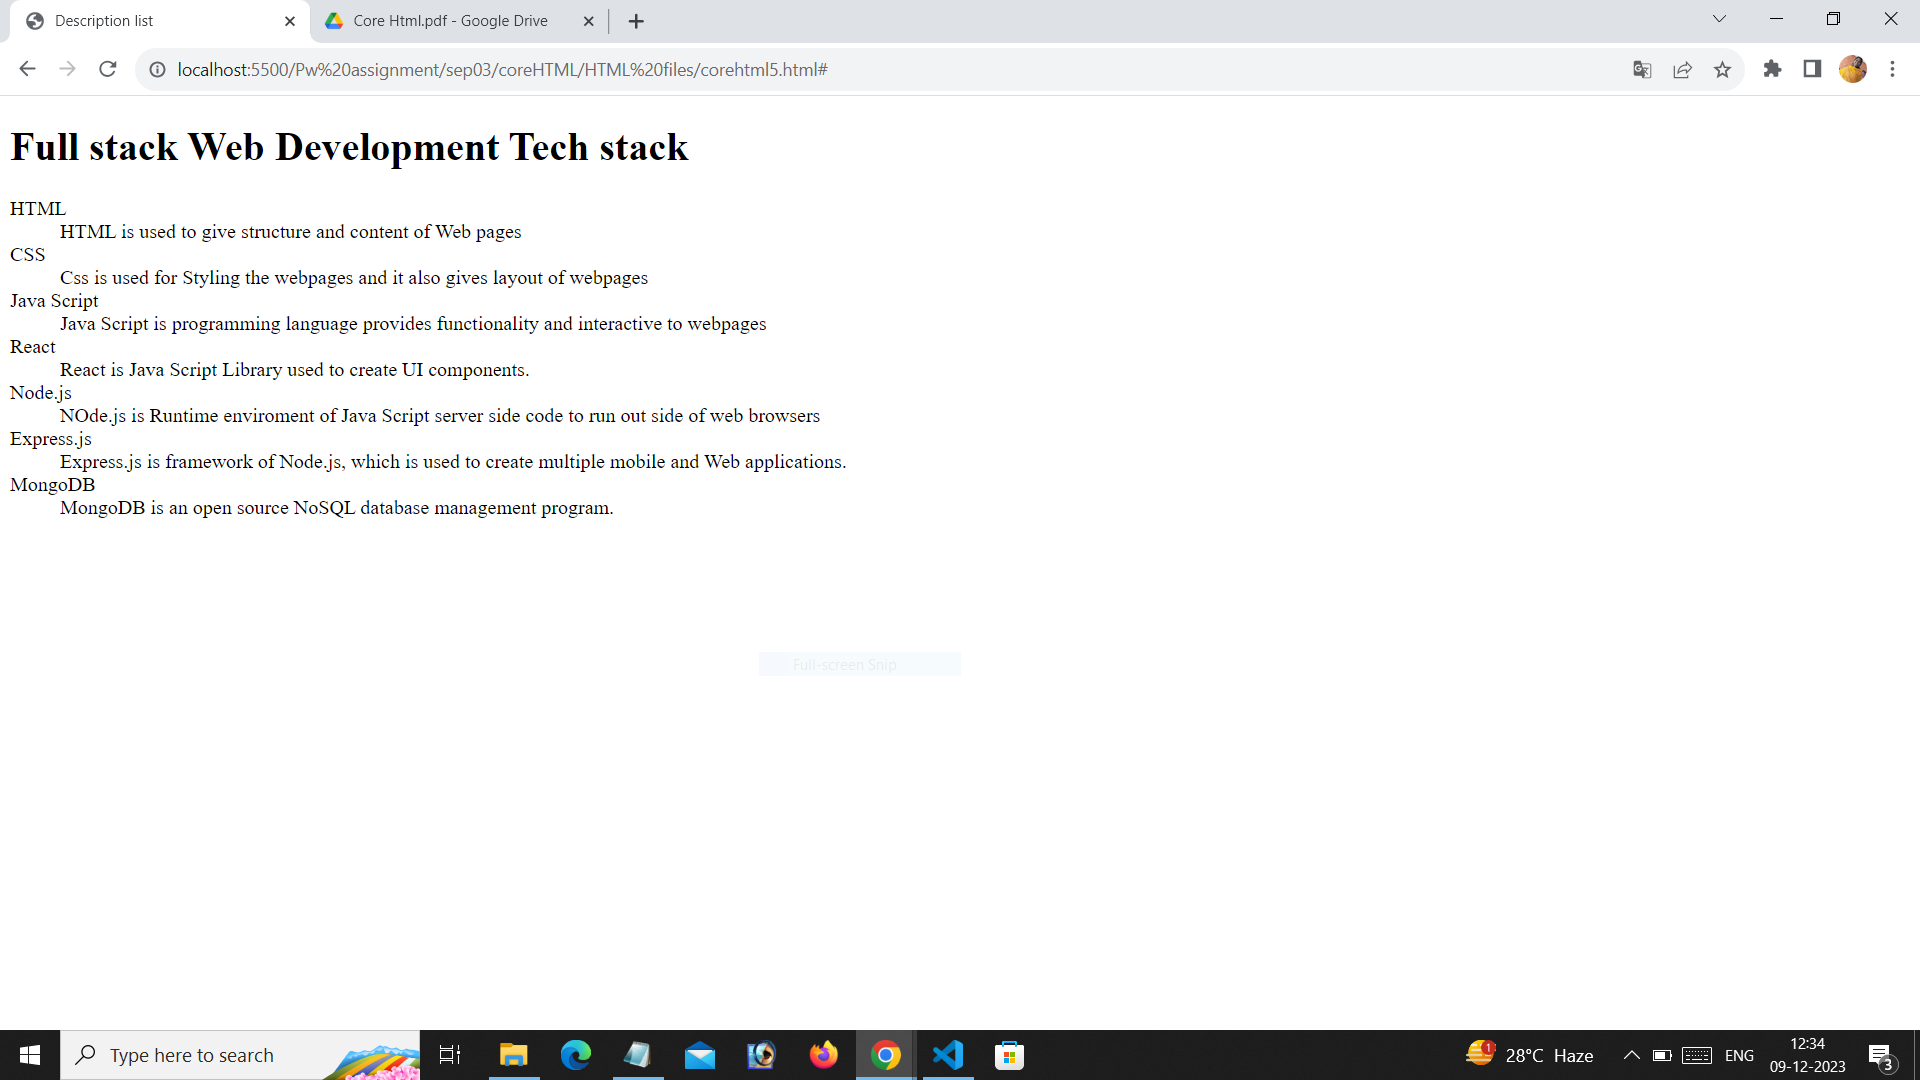 Description list
Core Html.pdf - Google Drive
localhost:5500/Pw%20assignment/sep03/coreHTML/HTML%20files/corehtml5.html#
Full stack Web Development Tech stack
HTML
HTML is used to give structure and content of Web pages
CSS
Css is used for Styling the webpages and it also gives layout of webpages
Java Script
Java Script is programming language provides functionality and interactive to webpages
React
React is Java Script Library used to create UI components.
Node.js
NOde.js is Runtime enviroment of Java Script server side code to run out side of web browsers
Express.js
Express.js is framework of Node.js, which is used to create multiple mobile and Web applications.
MongoDB
MongoDB is an open source NoSQL database management program.
Full-screen Snip
Type here to search
1
28°C Haze
ENG
12:34
09-12-2023
3